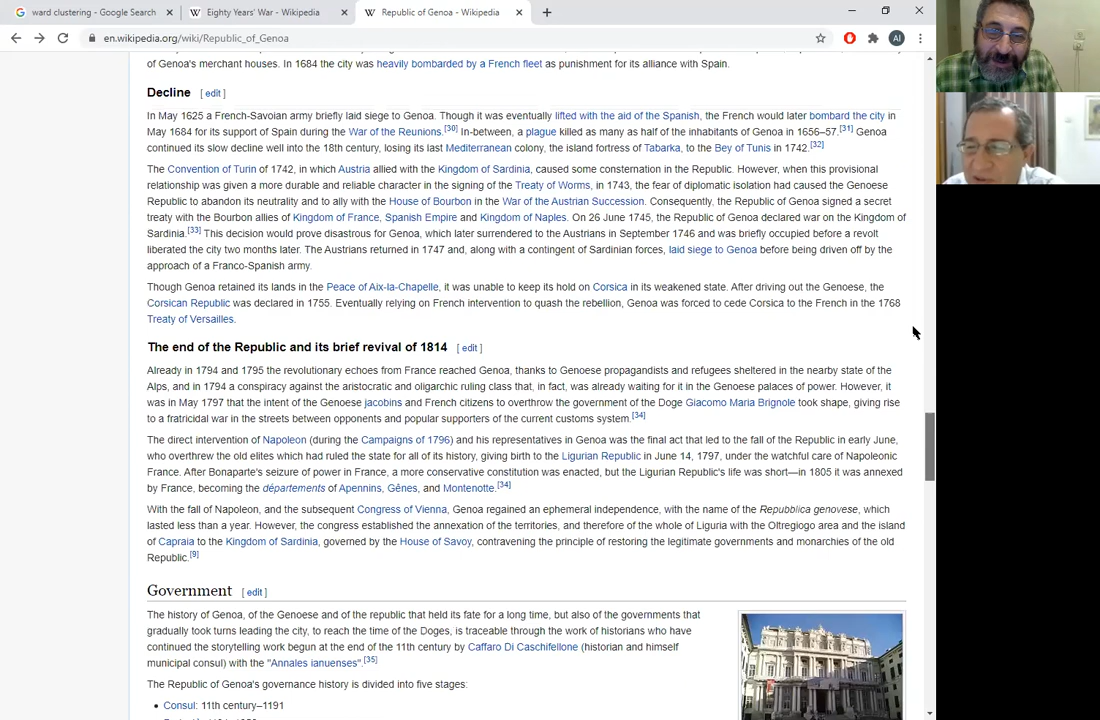 ward clustering - Google Search
Eighty Years' War - Wikipedia
Republic of Genoa - Wikipedia
en.wikipedia.org/wiki/Republic_of_Genoa
AI
of Genoa's merchant houses. In 1684 the city was heavily bombarded by a French fleet as punishment for its alliance with Spain.
Decline [ edit ]
In May 1625 a French-Savoian army briefly laid siege to Genoa. Though it was eventually lifted with the aid of the Spanish, the French would later bombard the city in
May 1684 for its support of Spain during the War of the Reunions.[30] In-between, a plague killed as many as half of the inhabitants of Genoa in 1656–57.[31] Genoa
continued its slow decline well into the 18th century, losing its last Mediterranean colony, the island fortress of Tabarka, to the Bey of Tunis in 1742.[32]
The Convention of Turin of 1742, in which Austria allied with the Kingdom of Sardinia, caused some consternation in the Republic. However, when this provisional
relationship was given a more durable and reliable character in the signing of the Treaty of Worms, in 1743, the fear of diplomatic isolation had caused the Genoese
Republic to abandon its neutrality and to ally with the House of Bourbon in the War of the Austrian Succession. Consequently, the Republic of Genoa signed a secret
treaty with the Bourbon allies of Kingdom of France, Spanish Empire and Kingdom of Naples. On 26 June 1745, the Republic of Genoa declared war on the Kingdom of
Sardinia.[33] This decision would prove disastrous for Genoa, which later surrendered to the Austrians in September 1746 and was briefly occupied before a revolt
liberated the city two months later. The Austrians returned in 1747 and, along with a contingent of Sardinian forces, laid siege to Genoa before being driven off by the
approach of a Franco-Spanish army.
Though Genoa retained its lands in the Peace of Aix-la-Chapelle, it was unable to keep its hold on Corsica in its weakened state. After driving out the Genoese, the
Corsican Republic was declared in 1755. Eventually relying on French intervention to quash the rebellion, Genoa was forced to cede Corsica to the French in the 1768
Treaty of Versailles.
The end of the Republic and its brief revival of 1814 [ edit ]
Already in 1794 and 1795 the revolutionary echoes from France reached Genoa, thanks to Genoese propagandists and refugees sheltered in the nearby state of the
Alps, and in 1794 a conspiracy against the aristocratic and oligarchic ruling class that, in fact, was already waiting for it in the Genoese palaces of power. However, it
was in May 1797 that the intent of the Genoese jacobins and French citizens to overthrow the government of the Doge Giacomo Maria Brignole took shape, giving rise
to a fratricidal war in the streets between opponents and popular supporters of the current customs system.[34]
The direct intervention of Napoleon (during the Campaigns of 1796) and his representatives in Genoa was the final act that led to the fall of the Republic in early June,
who overthrew the old elites which had ruled the state for all of its history, giving birth to the Ligurian Republic in June 14, 1797, under the watchful care of Napoleonic
France. After Bonaparte's seizure of power in France, a more conservative constitution was enacted, but the Ligurian Republic's life was short—in 1805 it was annexed
by France, becoming the départements of Apennins, Gênes, and Montenotte.[34]
With the fall of Napoleon, and the subsequent Congress of Vienna, Genoa regained an ephemeral independence, with the name of the Repubblica genovese, which
lasted less than a year. However, the congress established the annexation of the territories, and therefore of the whole of Liguria with the Oltregiogo area and the island
of Capraia to the Kingdom of Sardinia, governed by the House of Savoy, contravening the principle of restoring the legitimate governments and monarchies of the old
Republic.[9]
Government [ edit ]
The history of Genoa, of the Genoese and of the republic that held its fate for a long time, but also of the governments that
gradually took turns leading the city, to reach the time of the Doges, is traceable through the work of historians who have
continued the storytelling work begun at the end of the 11th century by Caffaro Di Caschifellone (historian and himself
municipal consul) with the "Annales ianuenses".[35]
The Republic of Genoa's governance history is divided into five stages:
• Consul: 11th century–1191